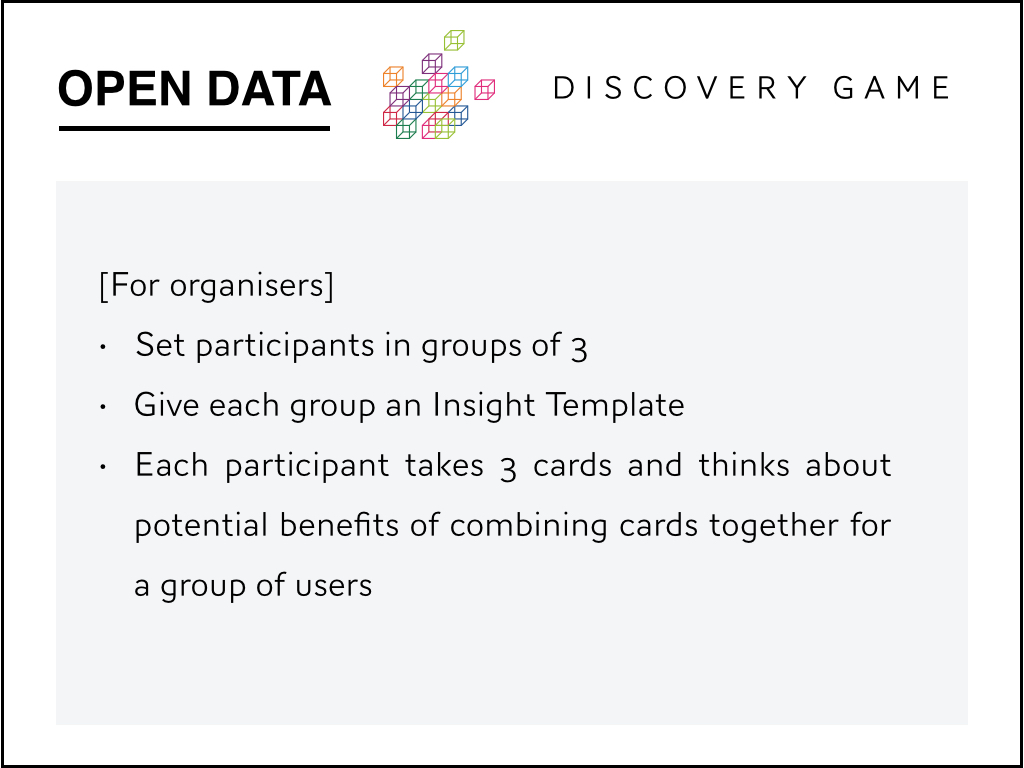 OPEN DATA
DISCOVERY GAME
[For organisers]
• Set participants in groups of 3
• Give each group an Insight Template
• Each participant takes 3 cards and thinks about
potential benefits of combining cards together for
a group of users